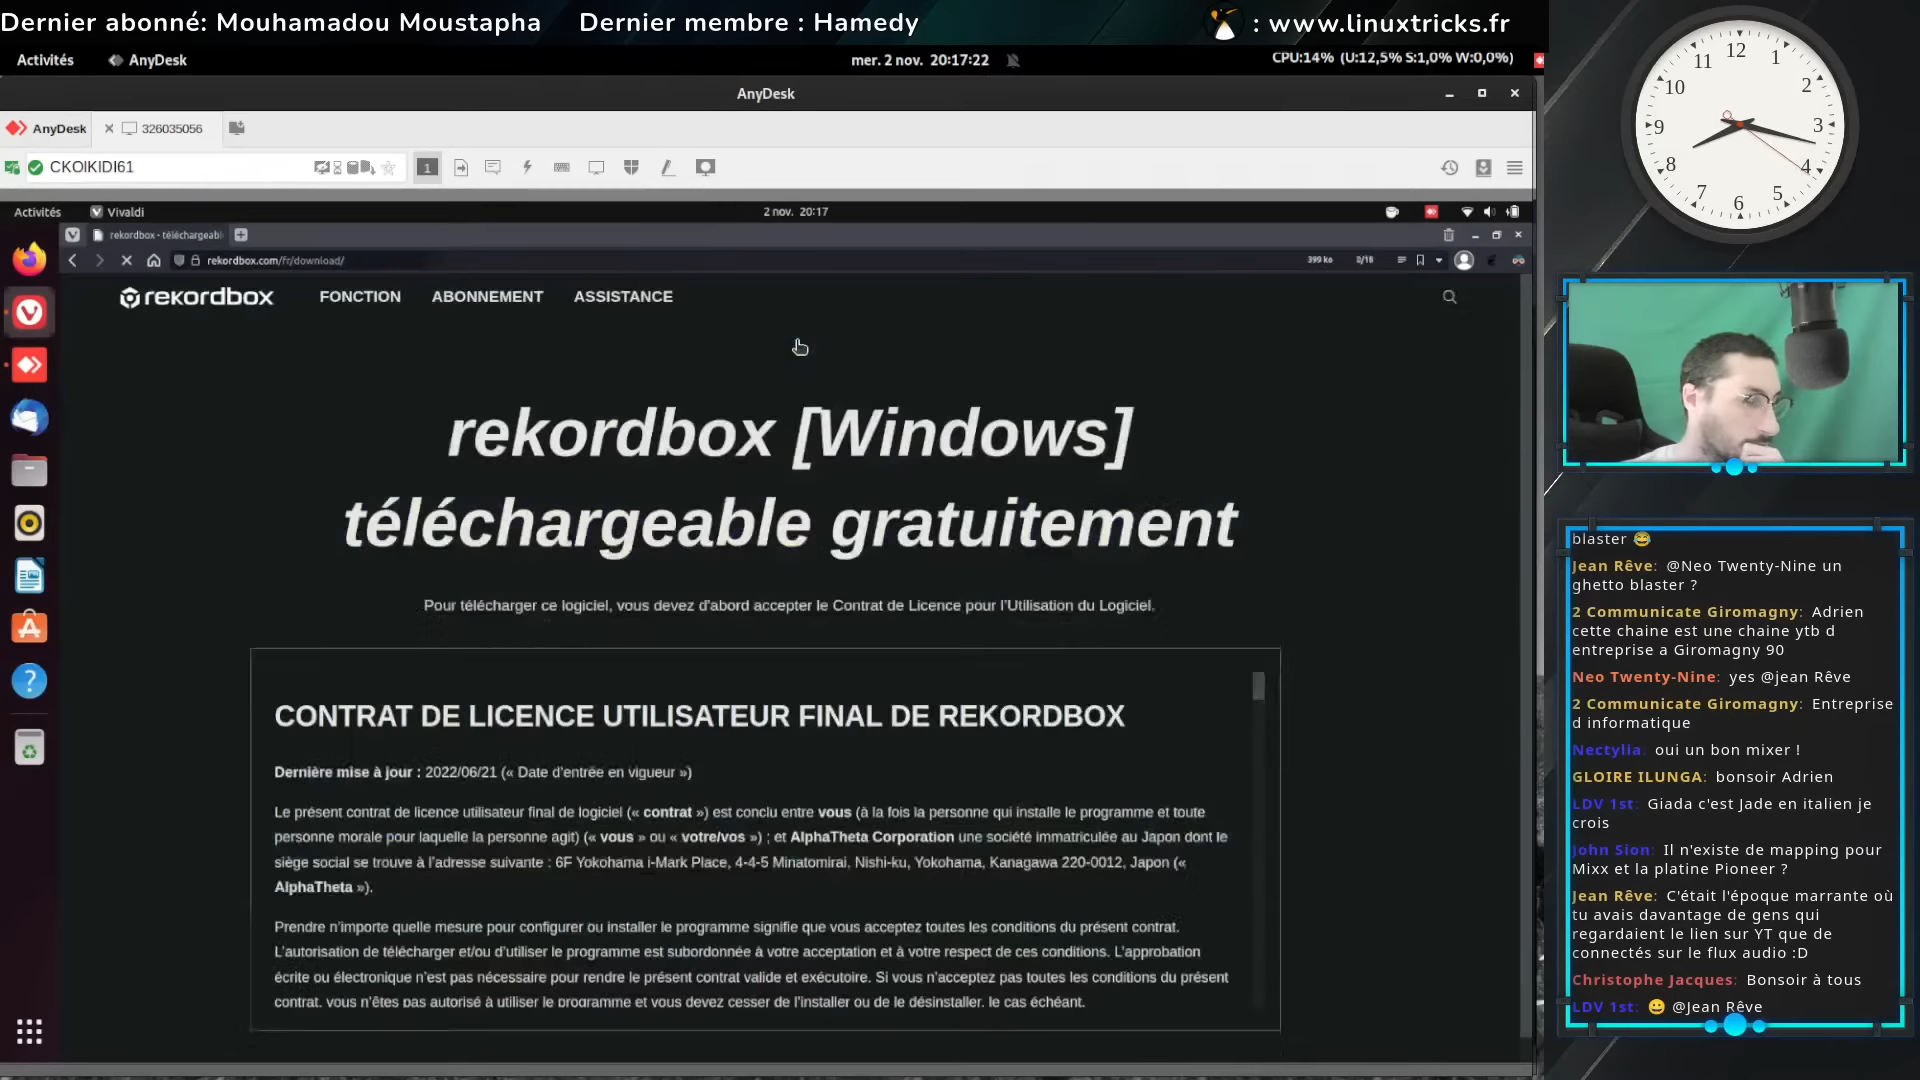 Dernier abonné: Mouhamadou Moustapha Dernier membre : Hamedy : www.linuxtricks.fr
Activités AnyDesk mer. 2 nov. 20:17:22 CPU:14% (U:12,5% S:1,0% W:0,0%)
AnyDesk
AnyDesk 326035056
CKOIKIDI61 1
Activités Vivaldi 2 nov. 20:17
rekordbox - téléchargeabl
rekordbox.com/fr/download/ 399 ko
rekordbox FONCTION ABONNEMENT ASSISTANCE
rekordbox [Windows]
téléchargeable gratuitement
Pour télécharger ce logiciel, vous devez d'abord accepter le Contrat de Licence pour l'Utilisation du Logiciel.
CONTRAT DE LICENCE UTILISATEUR FINAL DE REKORDBOX
Dernière mise à jour : 2022/06/21 (« Date d'entrée en vigueur »)
Le présent contrat de licence utilisateur final de logiciel (« contrat ») est conclu entre vous (à la fois la personne qui installe le programme et toute
personne morale pour laquelle la personne agit) (« vous » ou « votre/vos ») ; et AlphaTheta Corporation une société immatriculée au Japon dont le
siège social se trouve à l'adresse suivante : 6F Yokohama i-Mark Place, 4-4-5 Minatomirai, Nishi-ku, Yokohama, Kanagawa 220-0012, Japon («
AlphaTheta »).
Prendre n'importe quelle mesure pour configurer ou installer le programme signifie que vous acceptez toutes les conditions du présent contrat.
L'autorisation de télécharger et/ou d'utiliser le programme est subordonnée à votre acceptation et à votre respect de ces conditions. L'approbation
écrite ou électronique n'est pas nécessaire pour rendre le présent contrat valide et exécutoire. Si vous n'acceptez pas toutes les conditions du présent
contrat, vous n'êtes pas autorisé à utiliser le programme et vous devez cesser de l'installer ou de le désinstaller, le cas échéant.
12
1
2
3
4
5
6
7
8
9
10
11
blaster 😂
Jean Rêve: @Neo Twenty-Nine un
ghetto blaster ?
2 Communicate Giromagny: Adrien
cette chaine est une chaine ytb d
entreprise a Giromagny 90
Neo Twenty-Nine: yes @jean Rêve
2 Communicate Giromagny: Entreprise
d informatique
Nectylia: oui un bon mixer !
GLOIRE ILUNGA: bonsoir Adrien
LDV 1st: Giada c'est Jade en italien je
crois
John Sion: Il n'existe de mapping pour
Mixx et la platine Pioneer ?
Jean Rêve: C'était l'époque marrante où
tu avais davantage de gens qui
regardaient le lien sur YT que de
connectés sur le flux audio :D
Christophe Jacques: Bonsoir à tous
LDV 1st: 😀 @Jean Rêve